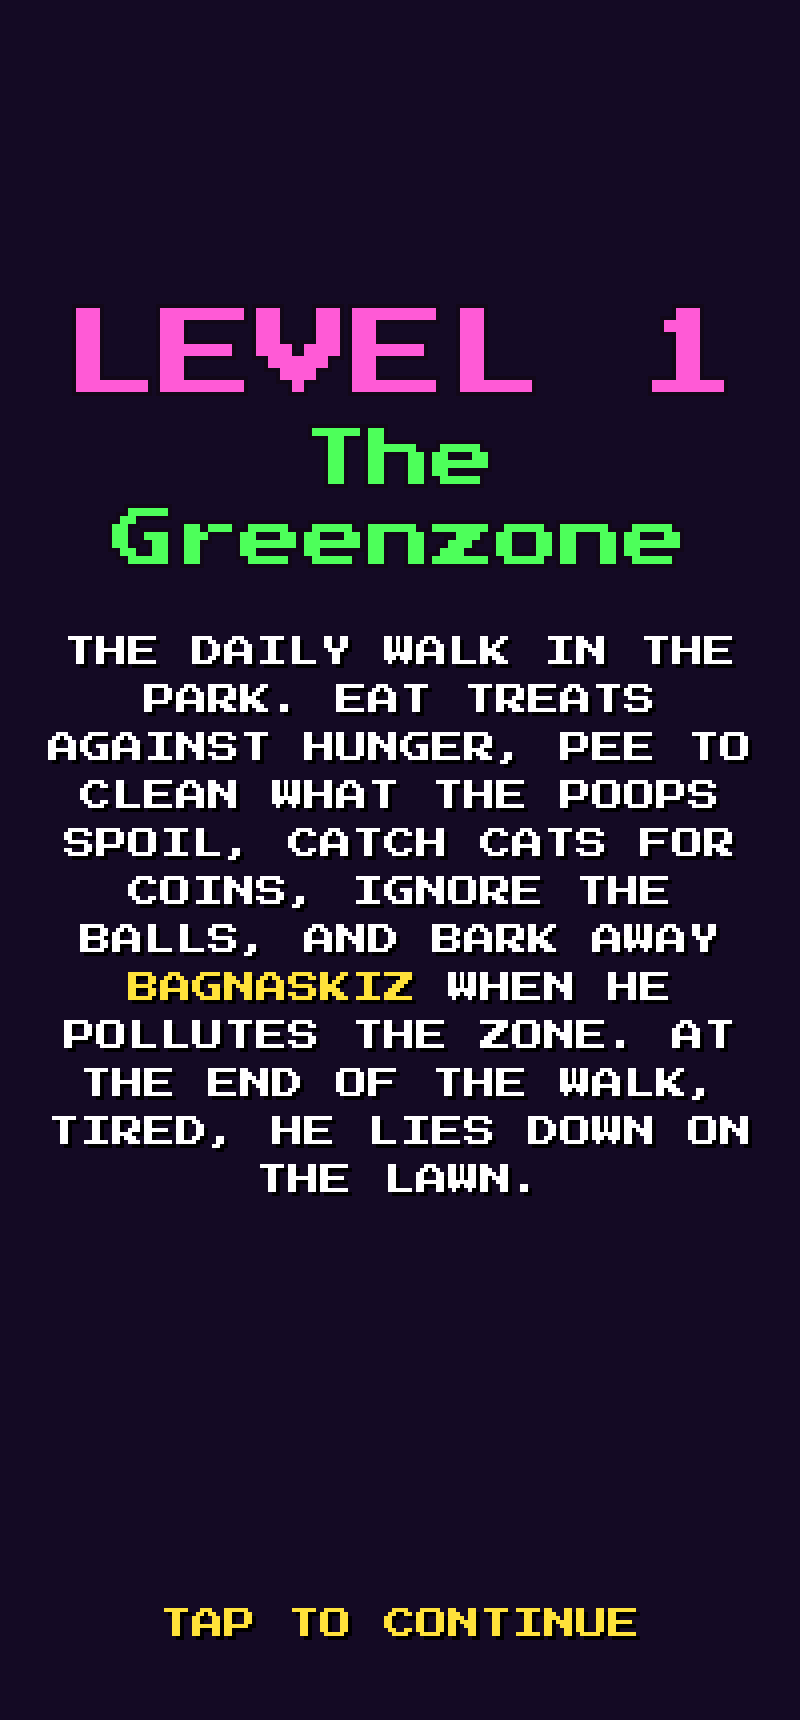 LEVEL 1
The
Greenzone
THE DAILY WALK IN THE
PARK. EAT TREATS
AGAINST HUNGER, PEE TO
CLEAN WHAT THE POOPS
SPOIL, CATCH CATS FOR
COINS, IGNORE THE
BALLS, AND BARK AWAY
BAGNASKIZ WHEN HE
POLLUTES THE ZONE. AT
THE END OF THE WALK,
TIRED, HE LIES DOWN ON
THE LAWN.
TAP TO CONTINUE